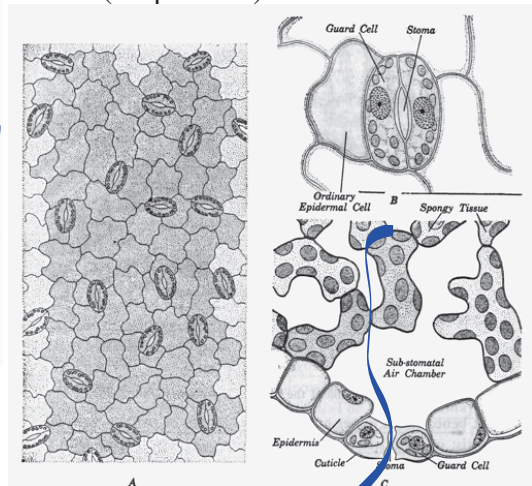 Guard Cell
Stoma
Ordinary
Epidermal Cell
B
Spongy Tissue
Sub-stomatal
Air Chamber
Epidermis
Cuticle
Stoma
Guard Cell
A
C